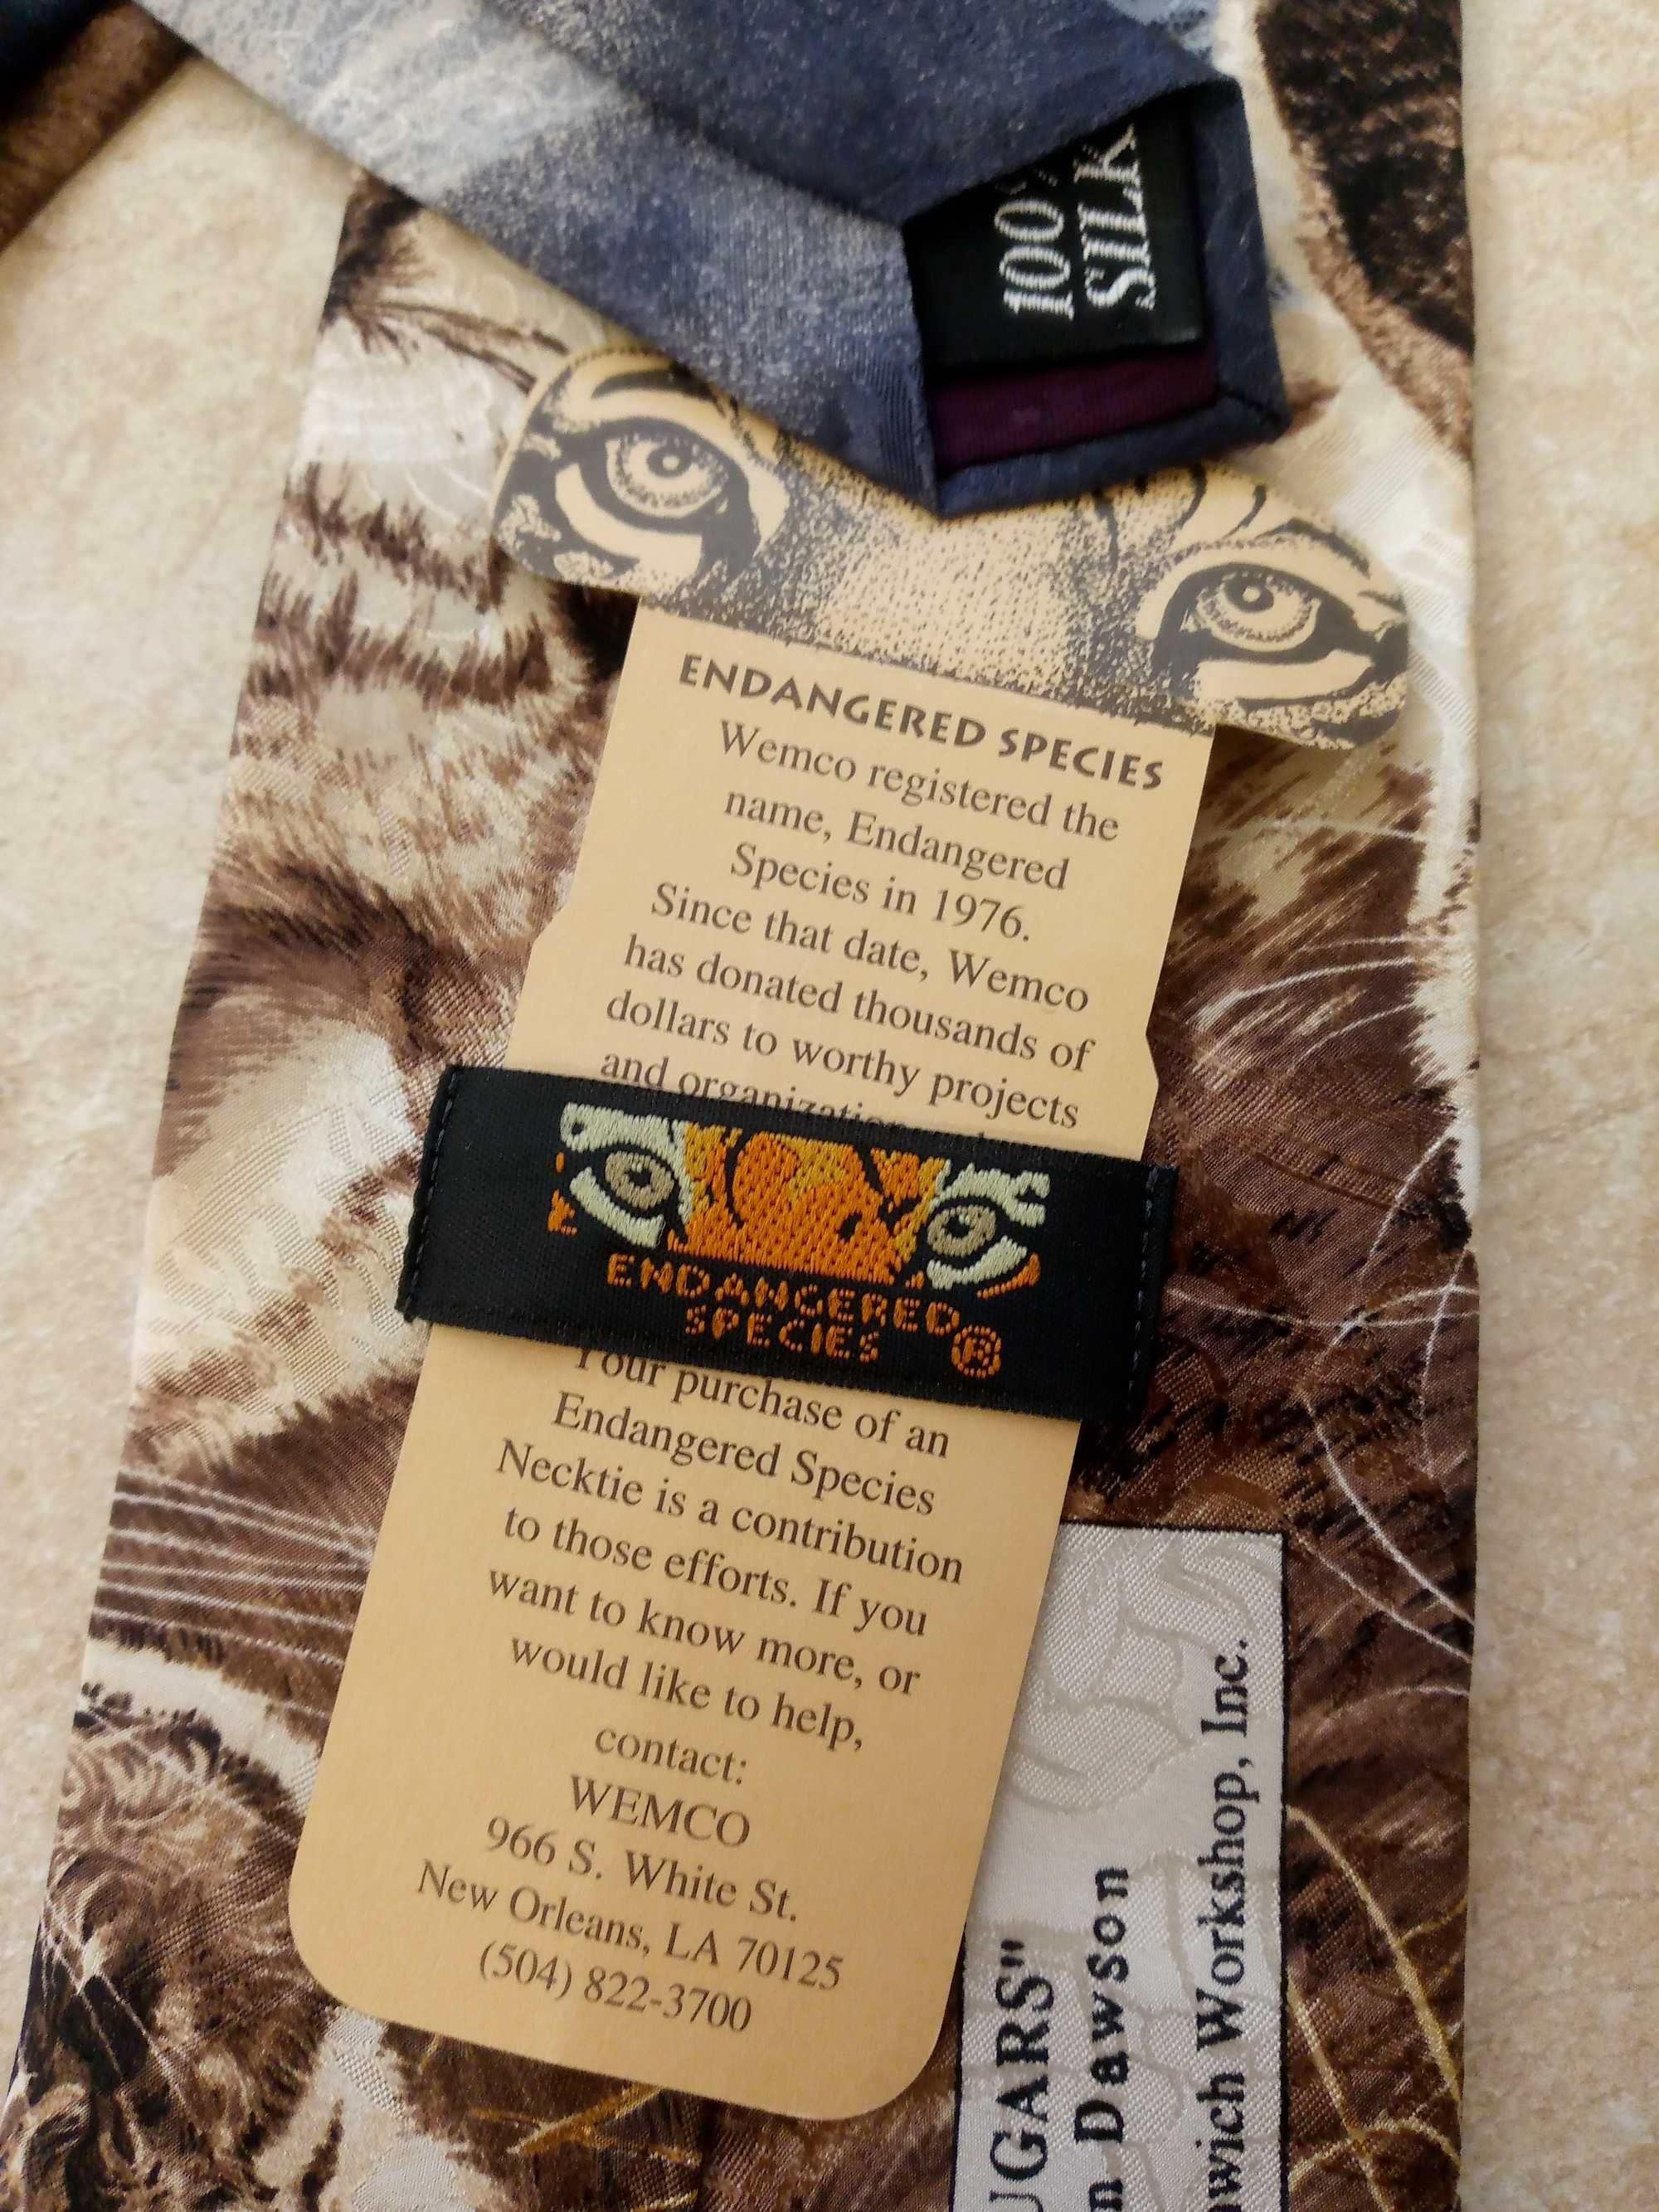 100%
SILK
ENDANGERED SPECIES
Wemco registered the
name, Endangered
Species in 1976.
Since that date, Wemco
has donated thousands of
dollars to worthy projects
and
ENDANGERED
SPECIES ®
Your purchase of an
Endangered Species
Necktie is a contribution
to those efforts. If you
want to know more, or
would like to help,
contact:
WEMCO
966 S. White St.
New Orleans, LA 70125
(504) 822-3700
UGARS"
n Dawson
nwich Workshop, Inc.